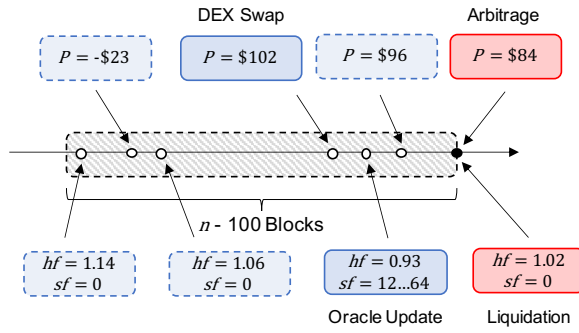 DEX Swap
Arbitrage
P = -$23
P = $102
P = $96
P = $84
n - 100 Blocks
hf = 1.14
sf = 0
hf = 1.06
sf = 0
hf = 0.93
sf = 12...64
hf = 1.02
sf = 0
Oracle Update
Liquidation